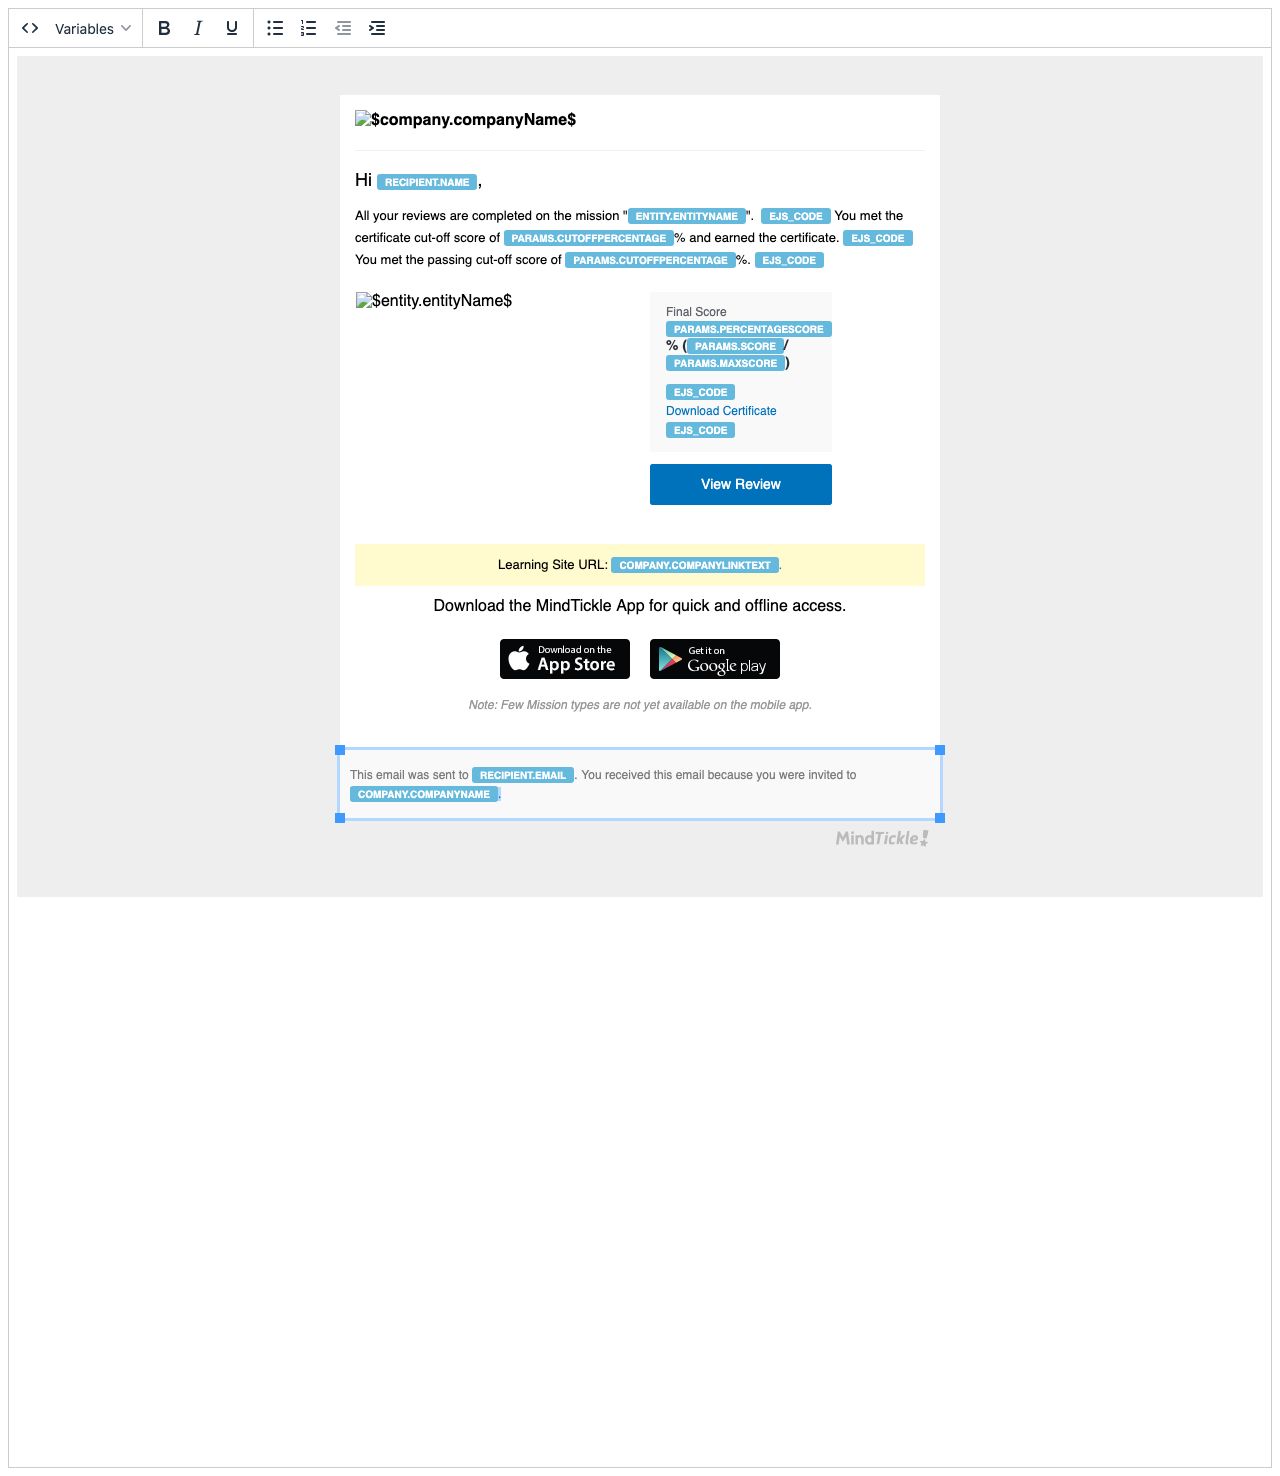 Variables
$company.companyName$
Hi RECIPIENT.NAME,
All your reviews are completed on the mission "ENTITY.ENTITYNAME". EJS_CODE You met the
certificate cut-off score of PARAMS.CUTOFFPERCENTAGE% and earned the certificate. EJS_CODE
You met the passing cut-off score of PARAMS.CUTOFFPERCENTAGE%. EJS_CODE
$entity.entityName$
Final Score
PARAMS.PERCENTAGESCORE
% (PARAMS.SCORE/
PARAMS.MAXSCORE)
EJS_CODE
Download Certificate
EJS_CODE
View Review
Learning Site URL: COMPANY.COMPANYLINKTEXT.
Download the MindTickle App for quick and offline access.
Download on the
App Store
Get it on
Google play
Note: Few Mission types are not yet available on the mobile app.
This email was sent to RECIPIENT.EMAIL. You received this email because you were invited to
COMPANY.COMPANYNAME.
MindTickle!